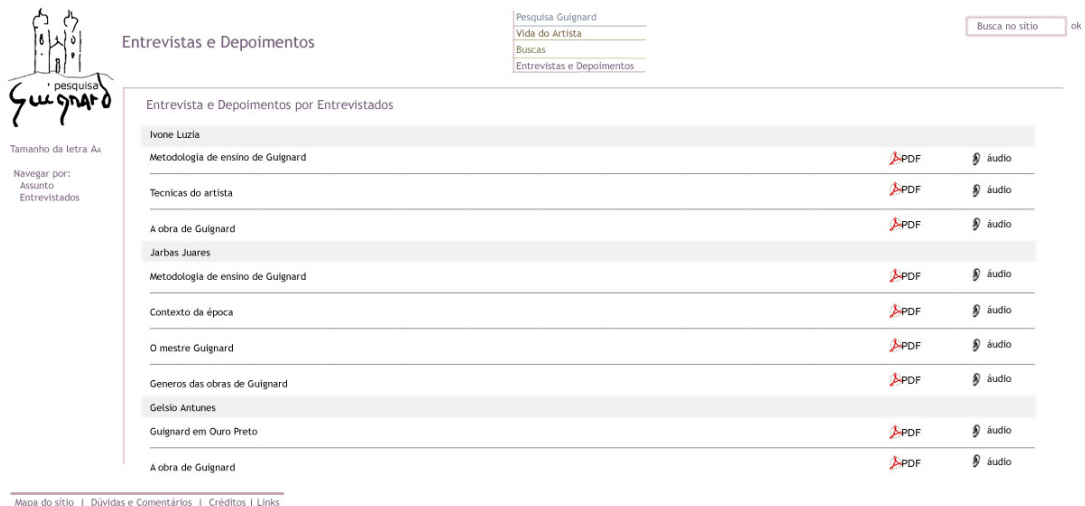 Pesquisa Guignard
Vida do Artista
Buscas
Entrevistas e Depoimentos
Busca no sítio ok
Entrevistas e Depoimentos
pesquisa
Guignard
Entrevista e Depoimentos por Entrevistados
Tamanho da letra AA
Navegar por:
Assunto
Entrevistados
Ivone Luzia
Metodologia de ensino de Guignard PDF áudio
Tecnicas do artista PDF áudio
A obra de Guignard PDF áudio
Jarbas Juares
Metodologia de ensino de Guignard PDF áudio
Contexto da época PDF áudio
O mestre Guignard PDF áudio
Generos das obras de Guignard PDF áudio
Gelsio Antunes
Guignard em Ouro Preto PDF áudio
A obra de Guignard PDF áudio
Mapa do sítio | Dúvidas e Comentários | Créditos | Links